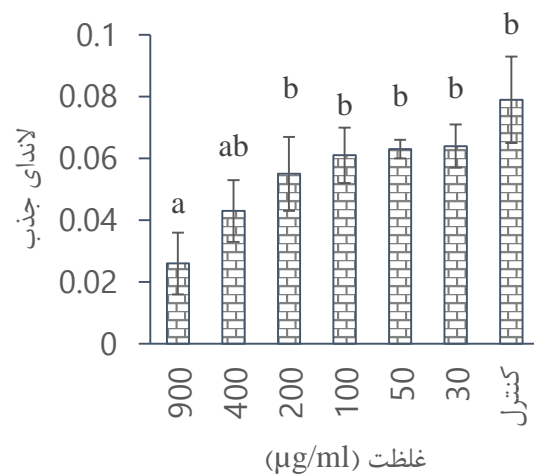 0.1
0.08
0.06
0.04
0.02
0
لاندای جذب
a
ab
b
b
b
b
b
900
400
200
100
50
30
کنترل
غلظت (µg/ml)